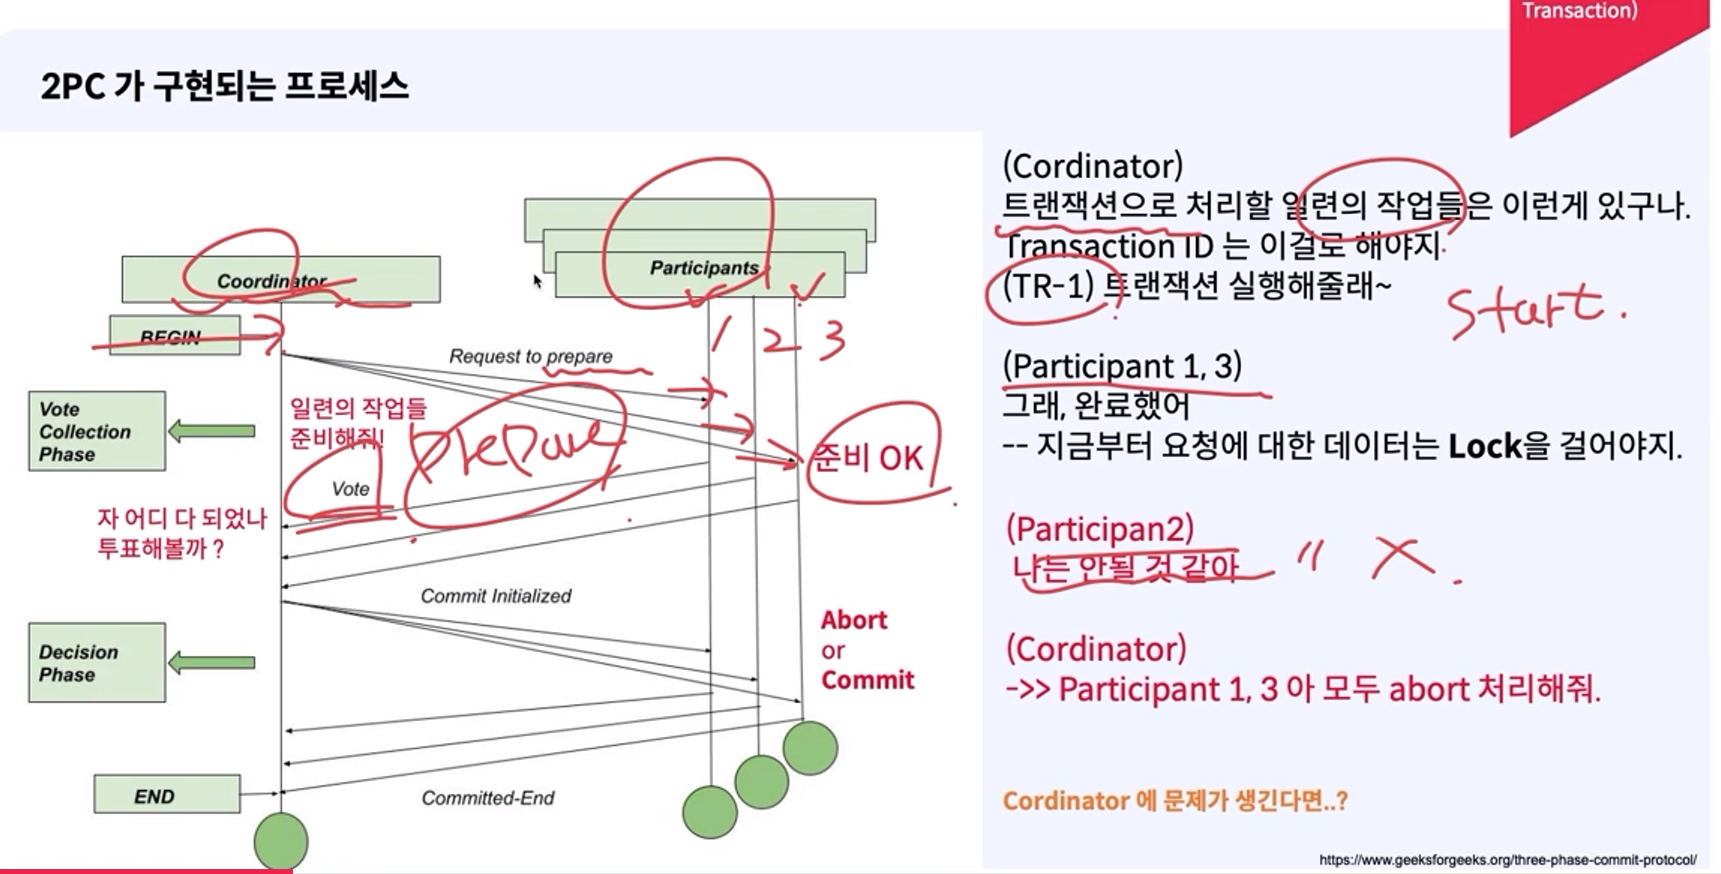 Transaction)
2PC 가 구현되는 프로세스
Coordinator
Participants
BEGIN
1 2 3
Request to prepare
Vote
Collection
Phase
일련의 작업들
준비해줘!
prepare
준비 OK
Vote
자 어디 다 되었나
투표해볼까 ?
Commit Initialized
Decision
Phase
Abort
or
Commit
END
Committed-End
(Cordinator)
트랜잭션으로 처리할 일련의 작업들은 이런게 있구나.
Transaction ID 는 이걸로 해야지
(TR-1) 트랜잭션 실행해줄래~
Start.
(Participant 1, 3)
그래, 완료했어
-- 지금부터 요청에 대한 데이터는 Lock을 걸어야지.
(Participan2)
나는 안될 것 같아
" X.
(Cordinator)
->> Participant 1, 3 아 모두 abort 처리해줘.
Cordinator 에 문제가 생긴다면..?
https://www.geeksforgeeks.org/three-phase-commit-protocol/